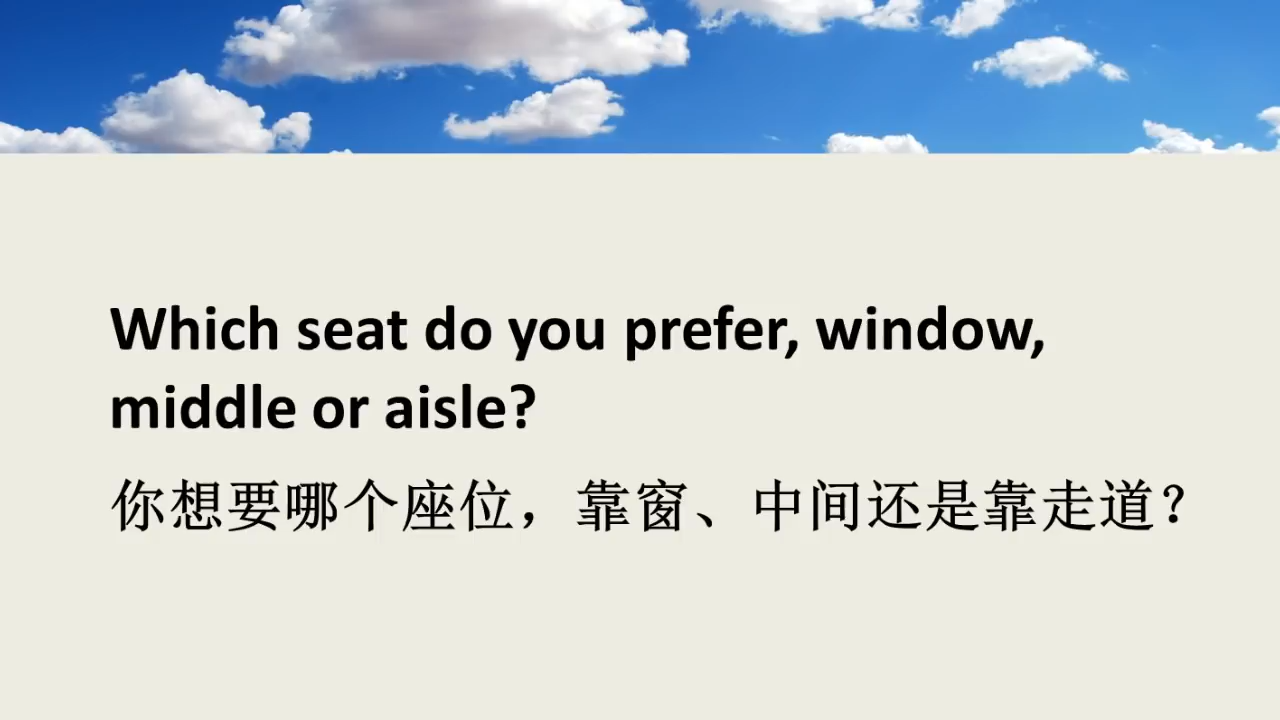 Which seat do you prefer, window,
middle or aisle?
你想要哪个座位，靠窗、中间还是靠走道？